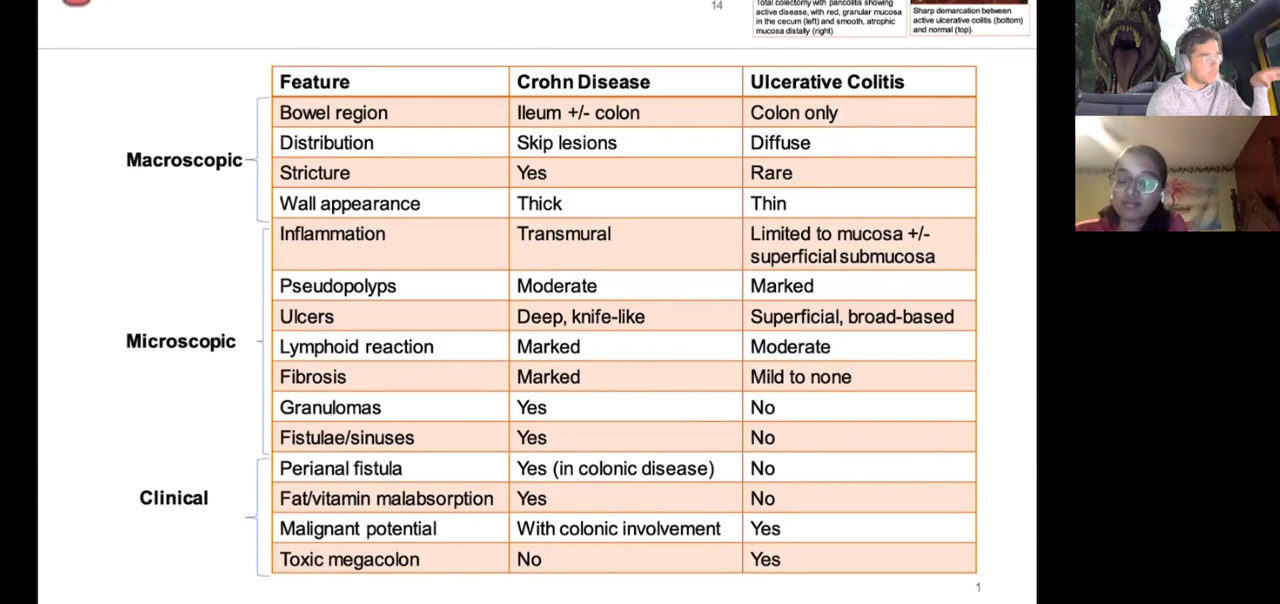 14
Total colectomy with pancolitis showing
active disease, with red, granular mucosa
in the cecum (left) and smooth, atrophic
mucosa distally (right)
Sharp demarcation between
active ulcerative colitis (bottom)
and normal (top).
Feature Crohn Disease Ulcerative Colitis
Macroscopic
Bowel region Ileum +/- colon Colon only
Distribution Skip lesions Diffuse
Stricture Yes Rare
Wall appearance Thick Thin
Microscopic
Inflammation Transmural Limited to mucosa +/-
superficial submucosa
Pseudopolyps Moderate Marked
Ulcers Deep, knife-like Superficial, broad-based
Lymphoid reaction Marked Moderate
Fibrosis Marked Mild to none
Granulomas Yes No
Fistulae/sinuses Yes No
Clinical
Perianal fistula Yes (in colonic disease) No
Fat/vitamin malabsorption Yes No
Malignant potential With colonic involvement Yes
Toxic megacolon No Yes
1